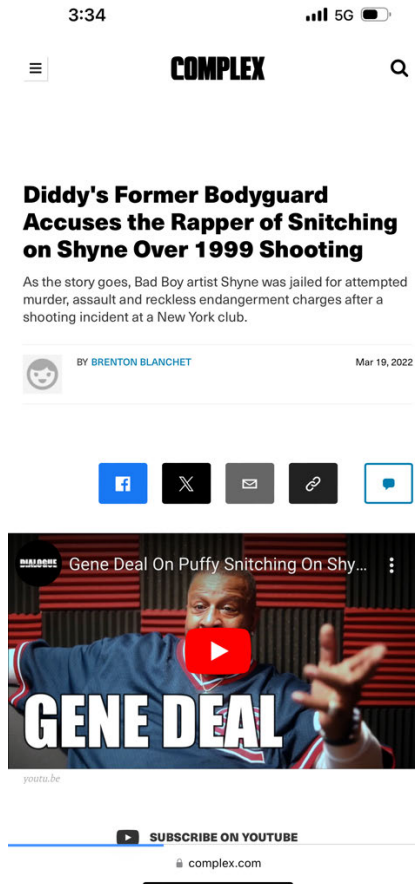 3:34 5G
COMPLEX
Diddy's Former Bodyguard
Accuses the Rapper of Snitching
on Shyne Over 1999 Shooting
As the story goes, Bad Boy artist Shyne was jailed for attempted
murder, assault and reckless endangerment charges after a
shooting incident at a New York club.
BY BRENTON BLANCHET Mar 19, 2022
DIALOGUE Gene Deal On Puffy Snitching On Shy...
GENE DEAL
youtu.be
SUBSCRIBE ON YOUTUBE
complex.com